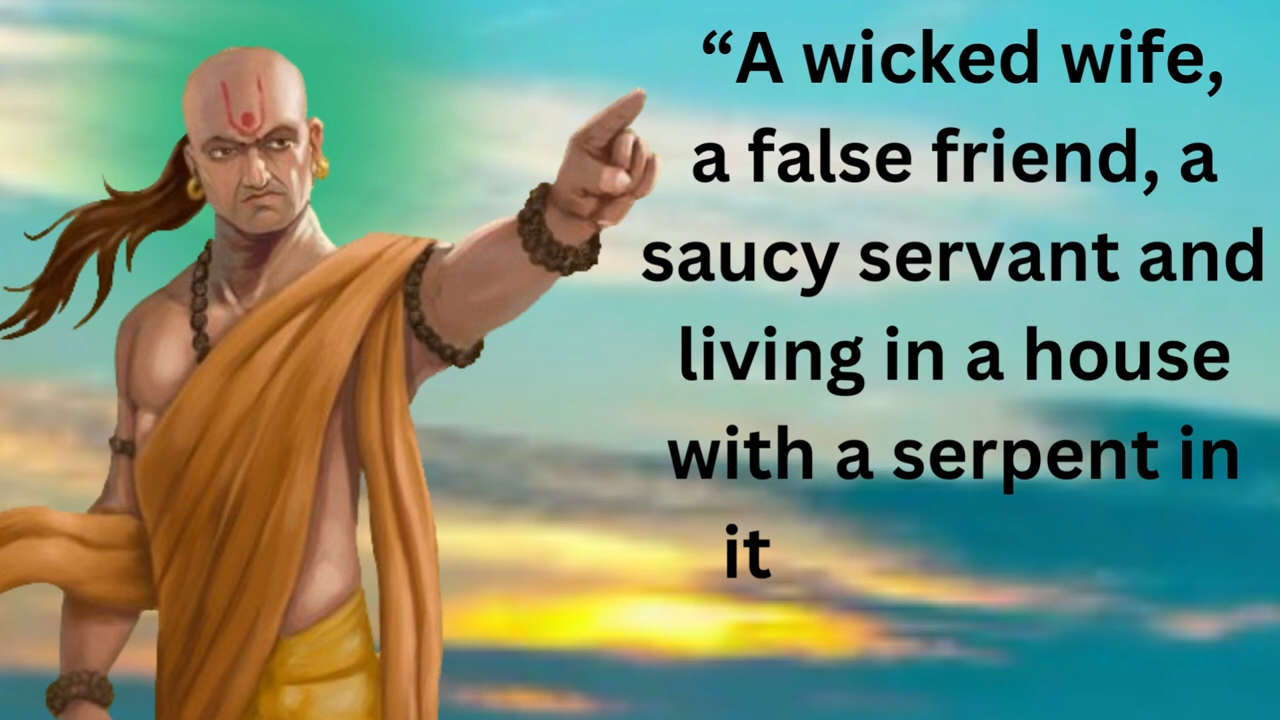 “A wicked wife,
a false friend, a
saucy servant and
living in a house
with a serpent in
it